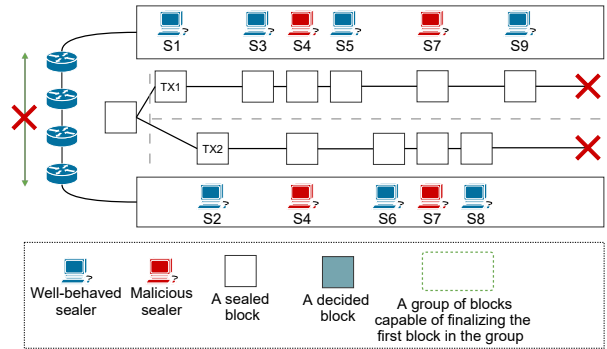 S1 S3 S4 S5 S7 S9
TX1
TX2
S2 S4 S6 S7 S8
Well-behaved
sealer
Malicious
sealer
A sealed
block
A decided
block
A group of blocks
capable of finalizing the
first block in the group